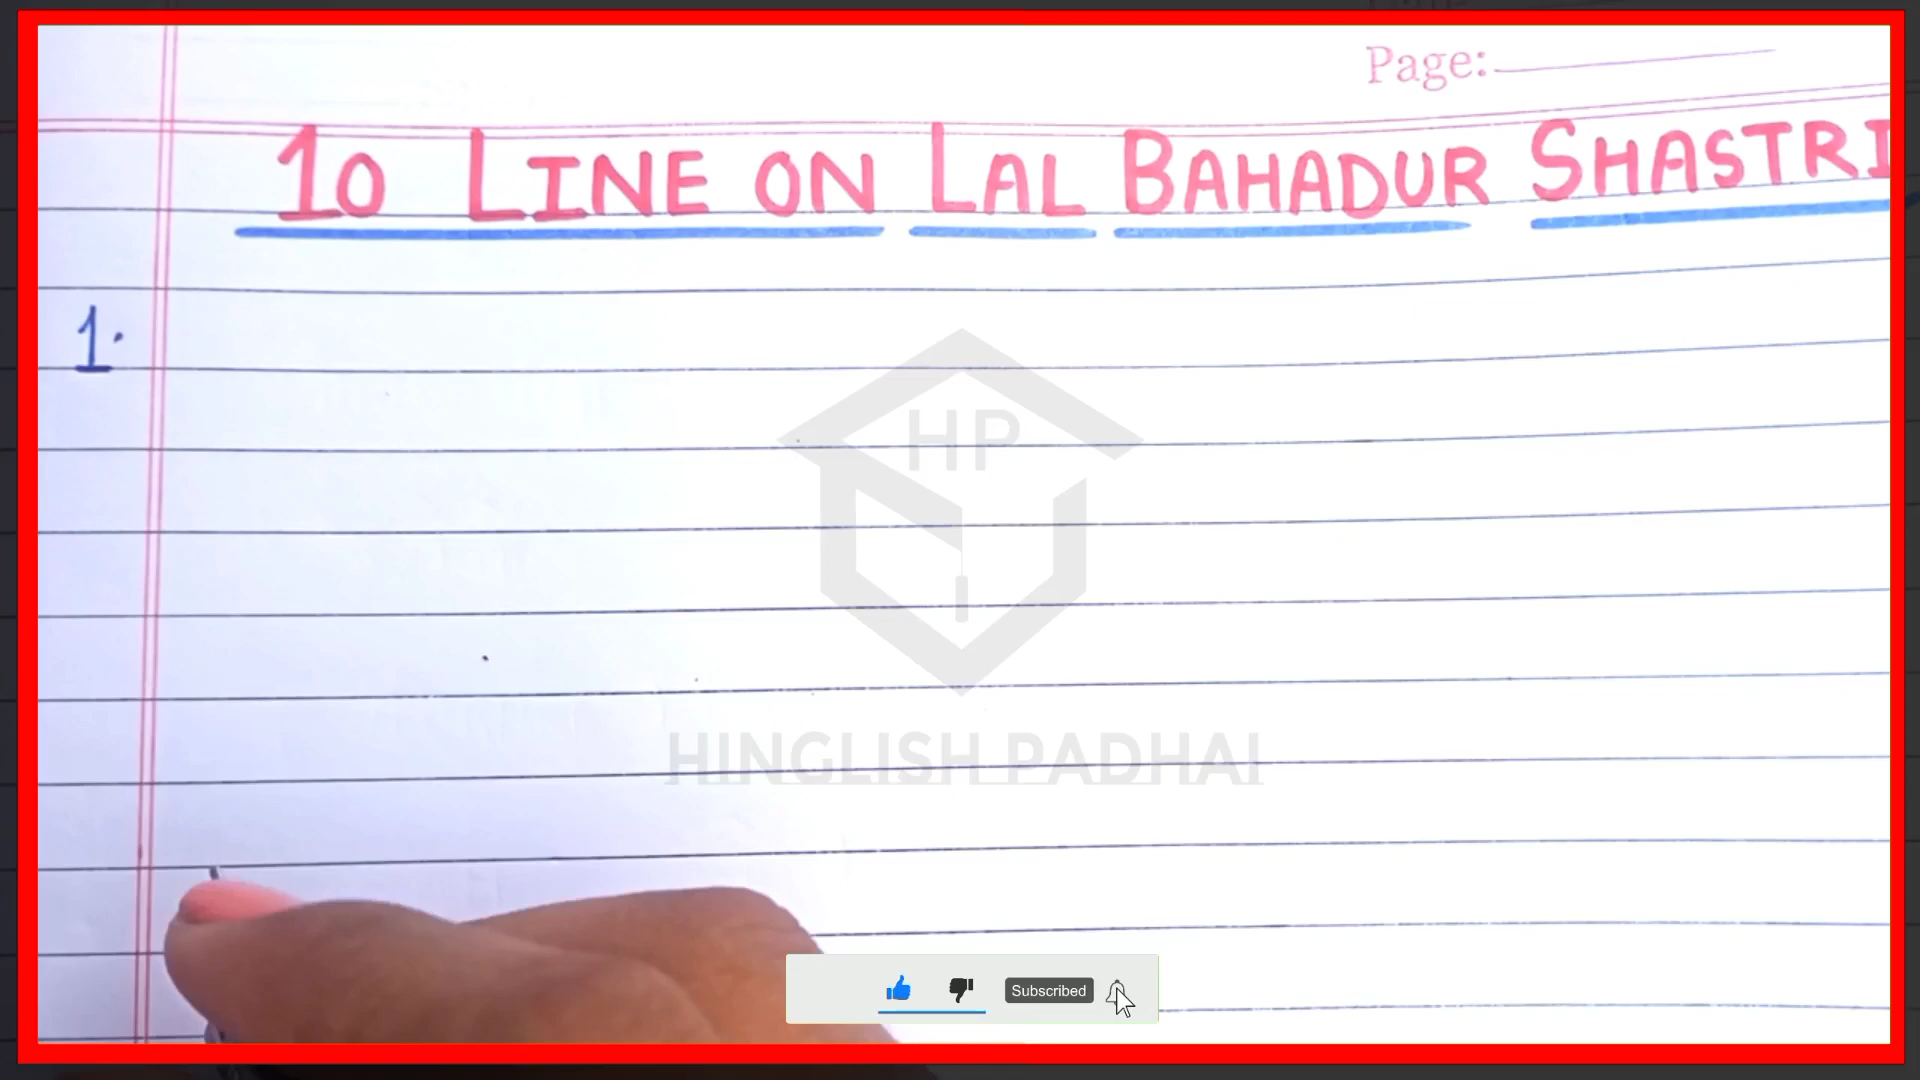 Page:
10 LINE ON LAL BAHADUR SHASTRI
1.
HP
HINGLISH PADHAI
Subscribed